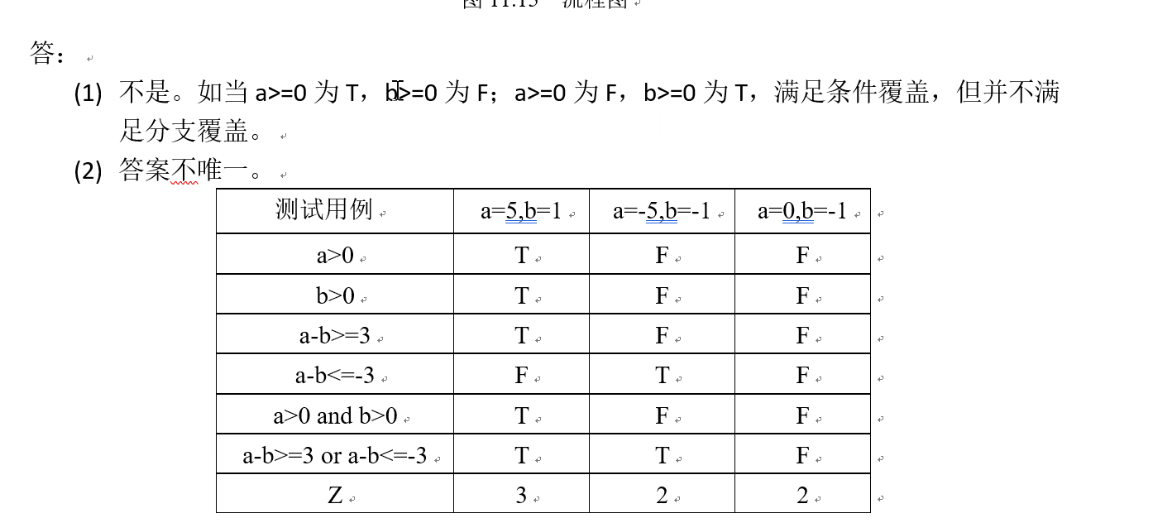 图 11.15 流程图
答：
(1) 不是。如当 a>=0 为 T，b>=0 为 F；a>=0 为 F，b>=0 为 T，满足条件覆盖，但并不满
足分支覆盖。
(2) 答案不唯一。
测试用例 a=5,b=1 a=-5,b=-1 a=0,b=-1
a>0 T F F
b>0 T F F
a-b>=3 T F F
a-b<=-3 F T F
a>0 and b>0 T F F
a-b>=3 or a-b<=-3 T T F
Z 3 2 2